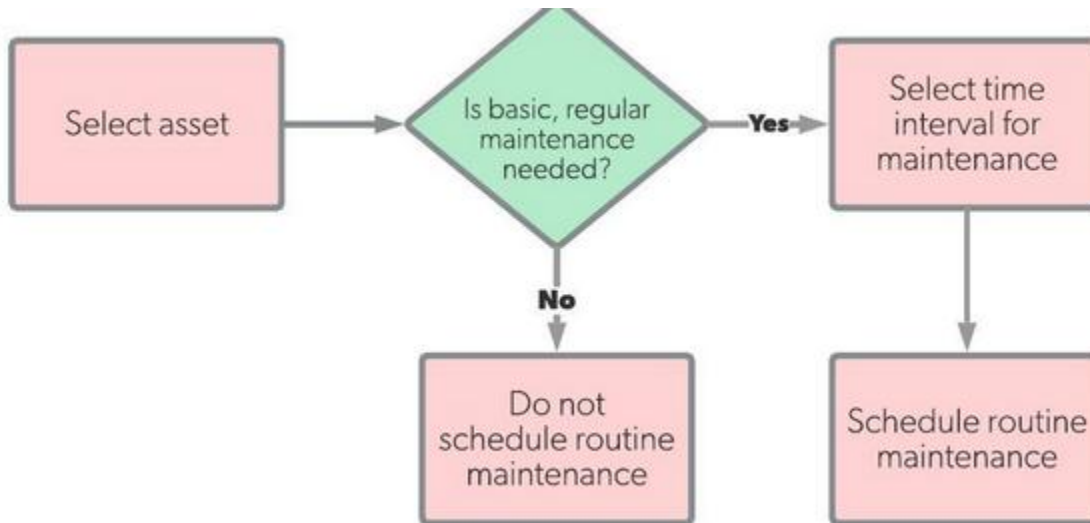 Select asset
Is basic, regular
maintenance
needed?
Yes
Select time
interval for
maintenance
No
Do not
schedule routine
maintenance
Schedule routine
maintenance